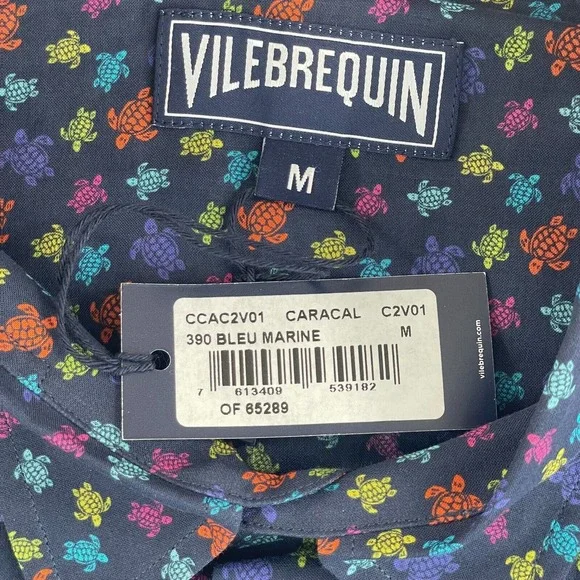 VILEBREQUIN
M
CCAC2V01 CARACAL C2V01
390 BLEU MARINE M
7 613409 539182
OF 65289
vilebrequin.com